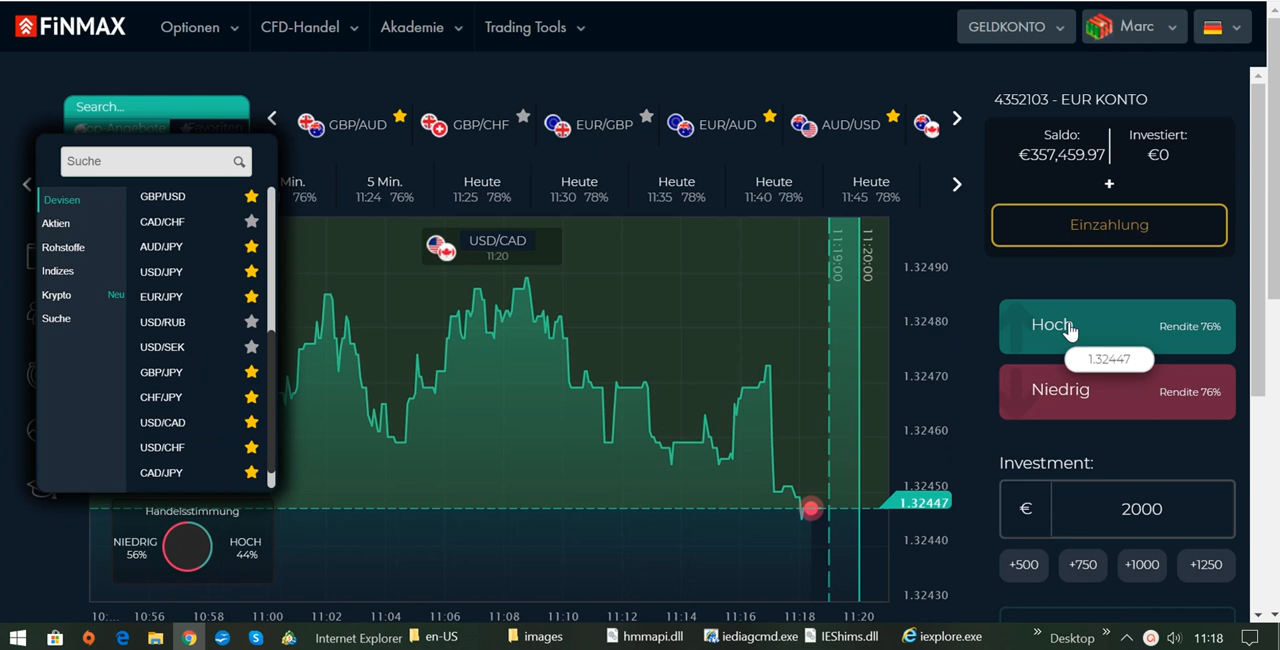 FiNMAX
Optionen
CFD-Handel
Akademie
Trading Tools
GELDKONTO
Marc
Search...
GBP/AUD
GBP/CHF
EUR/GBP
EUR/AUD
AUD/USD
Min.
76%
5 Min.
11:24 76%
Heute
11:25 78%
Heute
11:30 78%
Heute
11:35 78%
Heute
11:40 78%
Heute
11:45 78%
4352103 - EUR KONTO
Saldo:
€357,459.97
Investiert:
€0
+
Einzahlung
Suche
Devisen
Aktien
Rohstoffe
Indizes
Krypto Neu
Suche
GBP/USD
CAD/CHF
AUD/JPY
USD/JPY
EUR/JPY
USD/RUB
USD/SEK
GBP/JPY
CHF/JPY
USD/CAD
USD/CHF
CAD/JPY
USD/CAD
11:20
11:19:00
11:20:00
1.32490
1.32480
1.32470
1.32460
1.32450
1.32447
1.32440
1.32430
Hoch
Rendite 76%
1.32447
Niedrig
Rendite 76%
Investment:
€ 2000
+500
+750
+1000
+1250
Handelsstimmung
NIEDRIG
56%
HOCH
44%
10:...
10:56
10:58
11:00
11:02
11:04
11:06
11:08
11:10
11:12
11:14
11:16
11:18
11:20
Internet Explorer
en-US
images
hmmapi.dll
iediagcmd.exe
IEShims.dll
iexplore.exe
Desktop
11:18